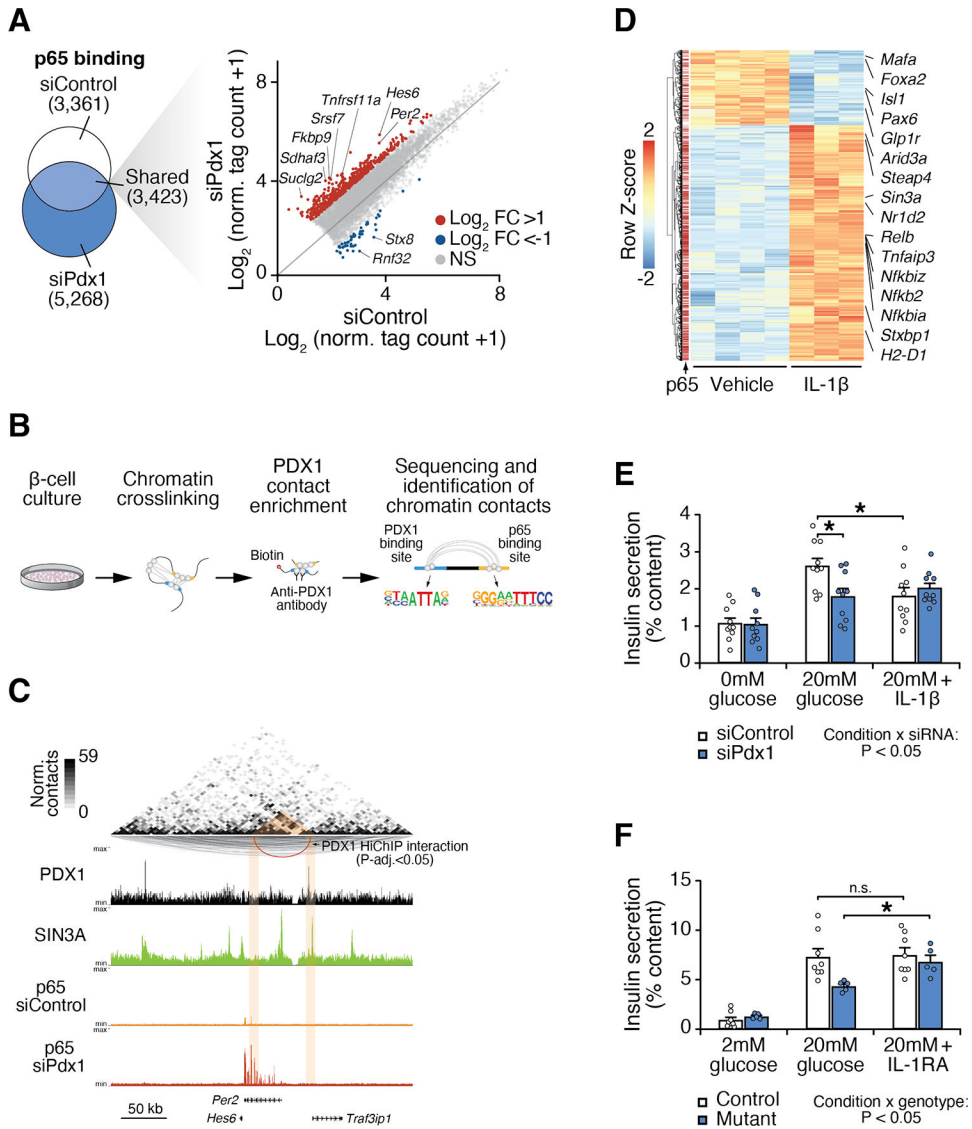 A
p65 binding
siControl
(3,361)
Shared
(3,423)
siPdx1
(5,268)
siPdx1
Log2 (norm. tag count +1)
8
4
0
0
4
8
siControl
Log2 (norm. tag count +1)
Hes6
Tnfrsf11a
Per2
Srsf7
Fkbp9
Sdhaf3
Suclg2
Stx8
Rnf32
Log2 FC >1
Log2 FC <-1
NS
B
β-cell
culture
Chromatin
crosslinking
PDX1
contact
enrichment
Sequencing and
identification of
chromatin contacts
Biotin
Anti-PDX1
antibody
PDX1
binding
site
p65
binding
site
C
Norm.
contacts
59
0
PDX1 HiChIP interaction
(P-adj.<0.05)
max
PDX1
min
max
SIN3A
min
max
p65
siControl
min
max
p65
siPdx1
min
50 kb
Per2
Hes6
Traf3ip1
D
Row Z-score
2
-2
Mafa
Foxa2
Isl1
Pax6
Glp1r
Arid3a
Steap4
Sin3a
Nr1d2
Relb
Tnfaip3
Nfkbiz
Nfkb2
Nfkbia
Stxbp1
H2-D1
p65
Vehicle
IL-1β
E
Insulin secretion
(% content)
4
3
2
1
0
*
*
0mM
glucose
20mM
glucose
20mM +
IL-1β
siControl
siPdx1
Condition x siRNA:
P < 0.05
F
Insulin secretion
(% content)
15
10
5
0
n.s.
*
2mM
glucose
20mM
glucose
20mM +
IL-1RA
Control
Mutant
Condition x genotype:
P < 0.05